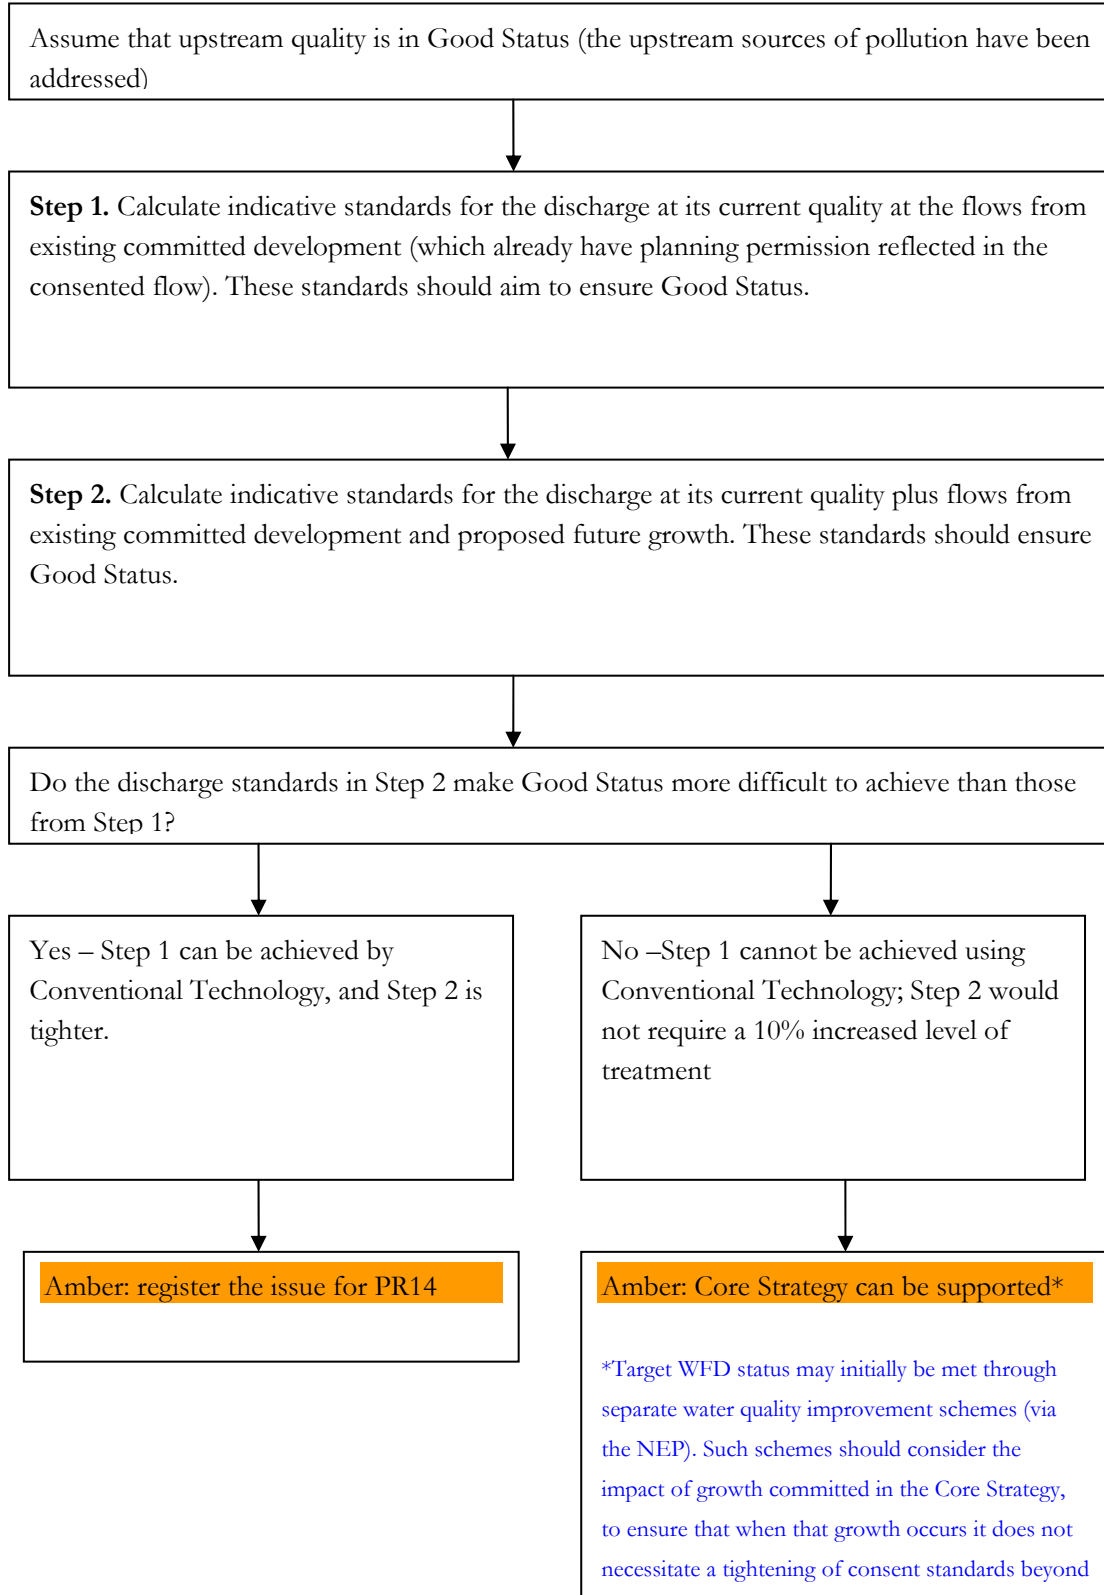 Assume that upstream quality is in Good Status (the upstream sources of pollution have been
addressed)
Step 1. Calculate indicative standards for the discharge at its current quality at the flows from
existing committed development (which already have planning permission reflected in the
consented flow). These standards should aim to ensure Good Status.
Step 2. Calculate indicative standards for the discharge at its current quality plus flows from
existing committed development and proposed future growth. These standards should ensure
Good Status.
Do the discharge standards in Step 2 make Good Status more difficult to achieve than those
from Step 1?
Yes – Step 1 can be achieved by
Conventional Technology, and Step 2 is
tighter.
No –Step 1 cannot be achieved using
Conventional Technology; Step 2 would
not require a 10% increased level of
treatment
Amber: register the issue for PR14
Amber: Core Strategy can be supported*
*Target WFD status may initially be met through
separate water quality improvement schemes (via
the NEP). Such schemes should consider the
impact of growth committed in the Core Strategy,
to ensure that when that growth occurs it does not
necessitate a tightening of consent standards beyond